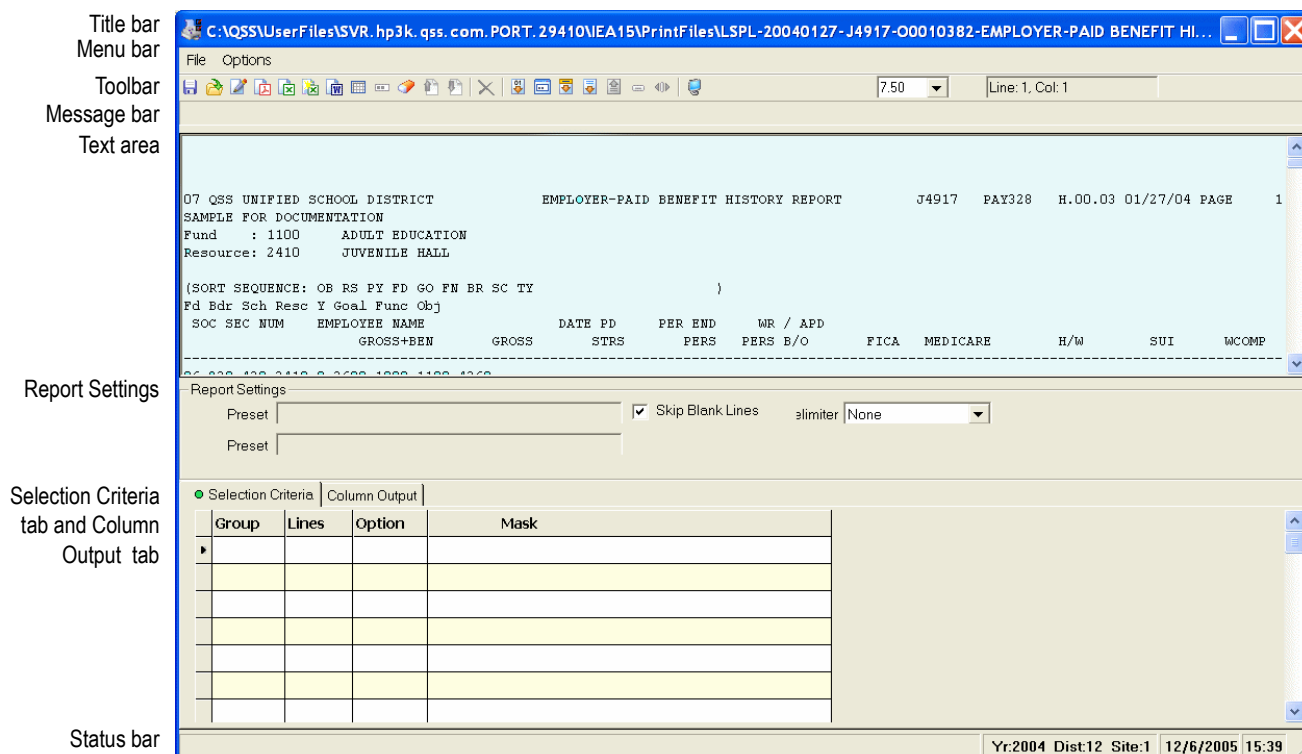 Title bar
C:\QSS\UserFiles\SVR.hp3k.qss.com.PORT.29410\IEA15\PrintFiles\LSPL-20040127-J4917-O0010382-EMPLOYER-PAID BENEFIT HI...
Menu bar
File Options
Toolbar
7.50 Line: 1, Col: 1
Message bar
Text area
07 QSS UNIFIED SCHOOL DISTRICT EMPLOYER-PAID BENEFIT HISTORY REPORT J4917 PAY328 H.00.03 01/27/04 PAGE 1
SAMPLE FOR DOCUMENTATION
Fund : 1100 ADULT EDUCATION
Resource: 2410 JUVENILE HALL
(SORT SEQUENCE: OB RS PY FD GO FN BR SC TY )
Fd Bdr Sch Resc Y Goal Func Obj
SOC SEC NUM EMPLOYEE NAME DATE PD PER END WR / APD
GROSS+BEN GROSS STRS PERS PERS B/O FICA MEDICARE H/W SUI WCOMP
Report Settings
Report Settings
Preset Skip Blank Lines elimiter None
Preset
Selection Criteria tab and Column Output tab
Selection Criteria Column Output
Group Lines Option Mask
Status bar
Yr:2004 Dist:12 Site:1 12/6/2005 15:39